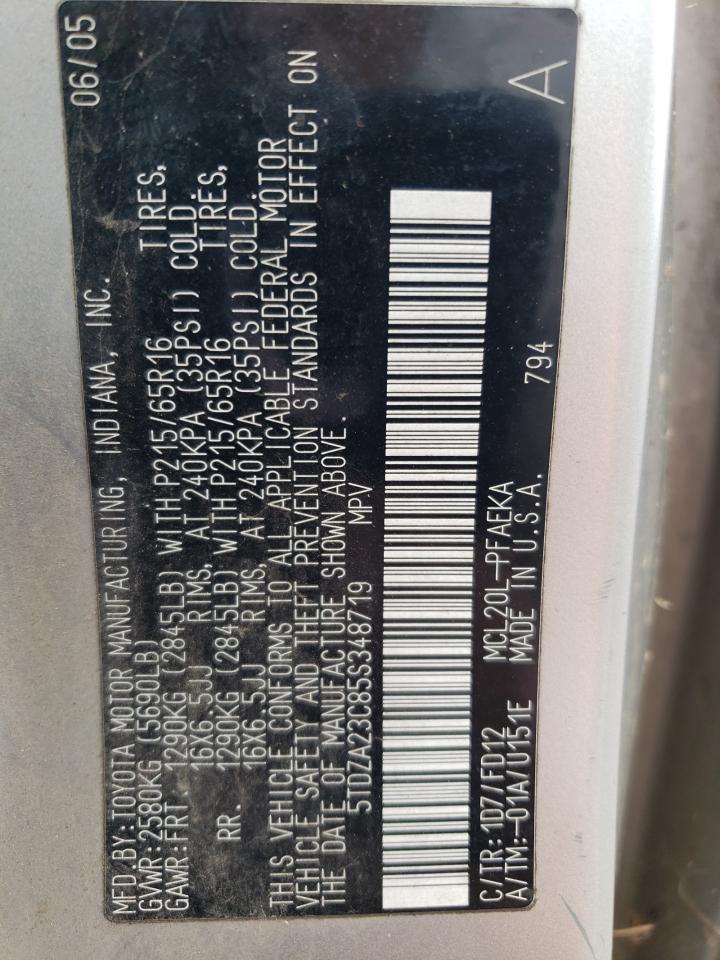 MFD.BY:TOYOTA MOTOR MANUFACTURING, INDIANA, INC. 06/05
GVWR:2580KG (5690LB)
GAWR:FRT. 1290KG (2845LB) WITH P215/65R16 TIRES,
16X6.5JJ RIMS, AT 240KPA (35PSI) COLD.
RR. 1290KG (2845LB) WITH P215/65R16 TIRES,
16X6.5JJ RIMS, AT 240KPA (35PSI) COLD.
THIS VEHICLE CONFORMS TO ALL APPLICABLE FEDERAL MOTOR
VEHICLE SAFETY AND THEFT PREVENTION STANDARDS IN EFFECT ON
THE DATE OF MANUFACTURE SHOWN ABOVE.
5TDZA23C85S348719 MPV
C/TR:1D7/FD12 MCL20L-PFAEKA
A/TM:-01A/U151E MADE IN U.S.A. 794 A